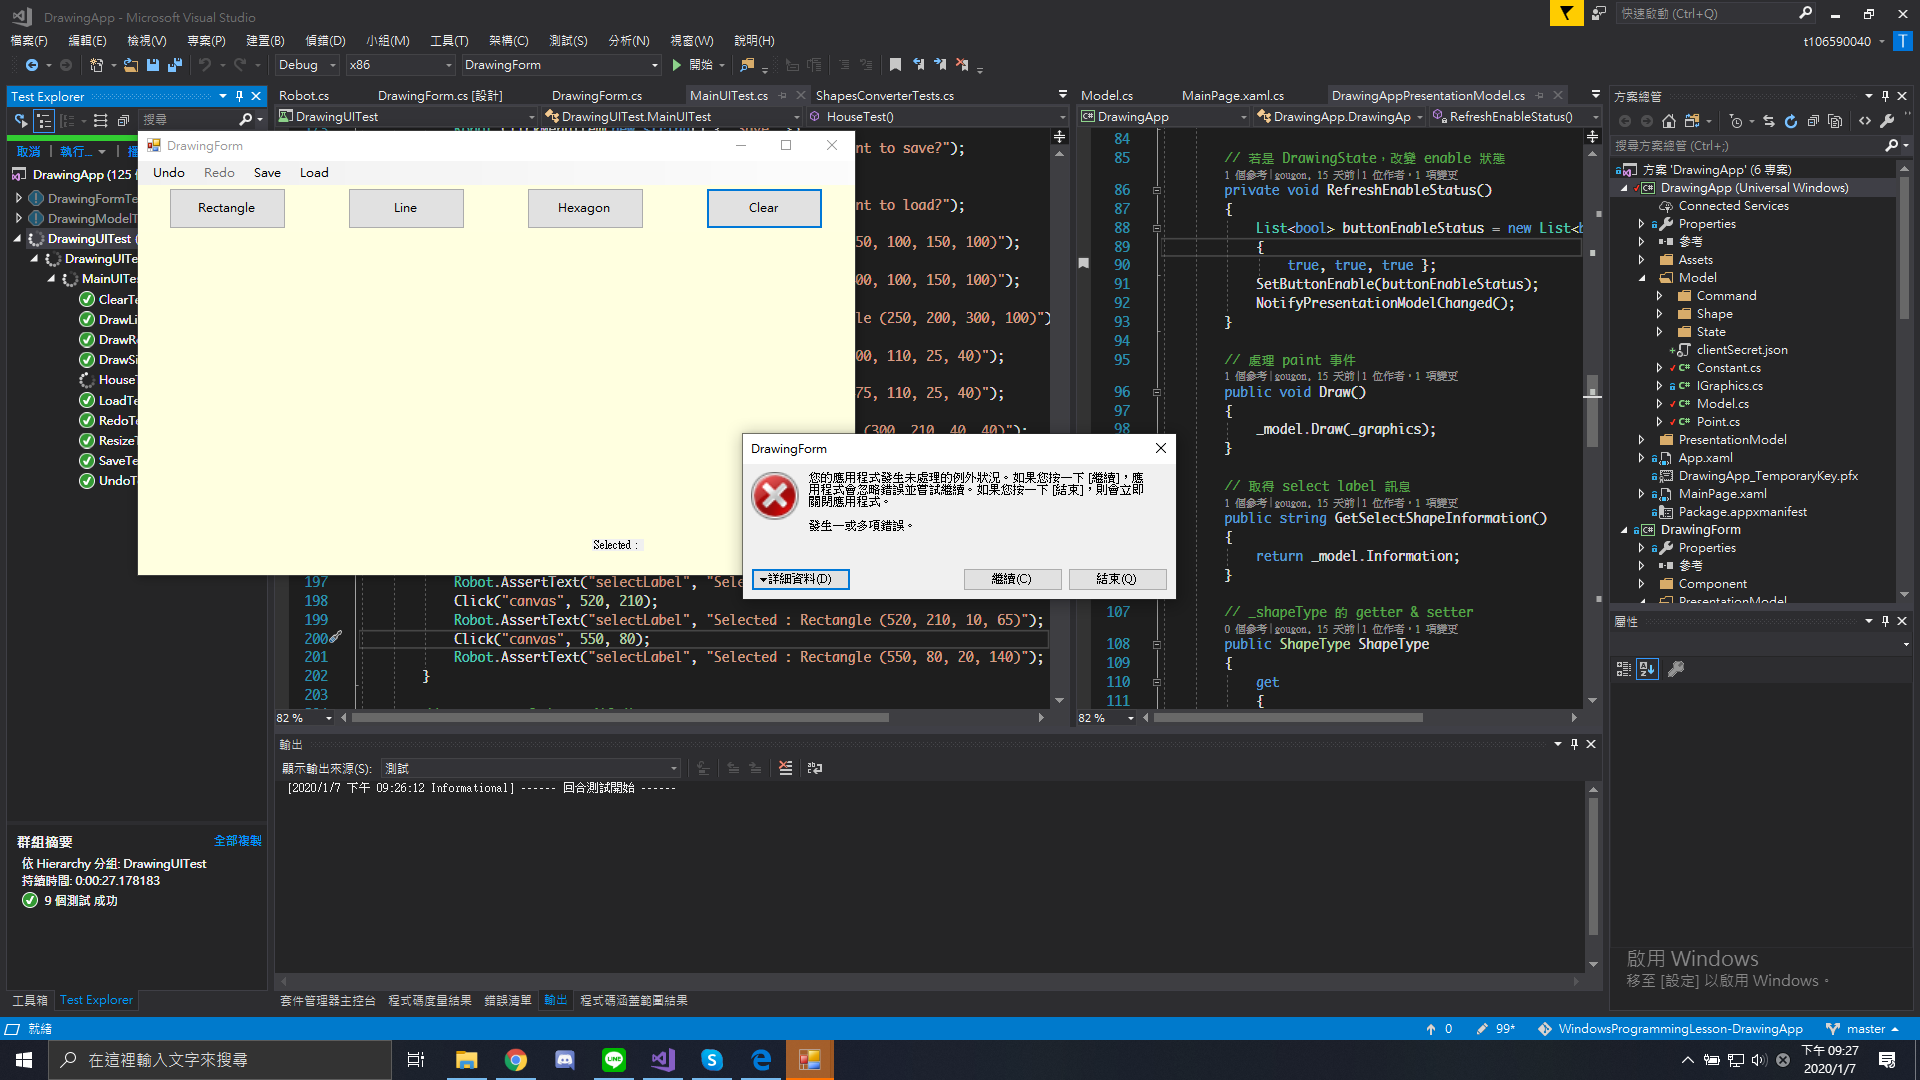 DrawingApp - Microsoft Visual Studio
快速啟動 (Ctrl+Q)
檔案(F) 編輯(E) 檢視(V) 專案(P) 建置(B) 偵錯(D) 小組(M) 工具(T) 架構(C) 測試(S) 分析(N) 視窗(W) 說明(H)
t106590040
T
Debug x86 DrawingForm 開始
Test Explorer
搜尋
取消 執行...
DrawingApp (125
DrawingFormTe
DrawingModelT
DrawingUITest (
DrawingUITe
MainUITes
ClearTe
DrawLi
DrawRe
DrawSi
HouseT
LoadTe
RedoTe
ResizeT
SaveTe
UndoT
群組摘要
全部複製
依 Hierarchy 分組: DrawingUITest
持續時間: 0:00:27.178183
9 個測試 成功
工具箱 Test Explorer
Robot.cs DrawingForm.cs [設計] DrawingForm.cs MainUITest.cs ShapesConverterTests.cs
DrawingUITest DrawingUITest.MainUITest HouseTest()
nt to save?");
nt to load?");
50, 100, 150, 100)");
00, 100, 150, 100)");
le (250, 200, 300, 100)")
00, 110, 25, 40)");
75, 110, 25, 40)");
(300, 210, 40, 40)");
197 Robot.AssertText("selectLabel", "Sele
198 Click("canvas", 520, 210);
199 Robot.AssertText("selectLabel", "Selected : Rectangle (520, 210, 10, 65)");
200 Click("canvas", 550, 80);
201 Robot.AssertText("selectLabel", "Selected : Rectangle (550, 80, 20, 140)");
202 }
203
82 %
DrawingForm
Undo Redo Save Load
Rectangle Line Hexagon Clear
Selected :
DrawingForm
您的應用程式發生未處理的例外狀況。如果您按一下 [繼續]，應
用程式會忽略錯誤並嘗試繼續。如果您按一下 [結束]，則會立即
關閉應用程式。
發生一或多項錯誤。
詳細資料(D) 繼續(C) 結束(Q)
Model.cs MainPage.xaml.cs DrawingAppPresentationModel.cs
DrawingApp DrawingApp.DrawingAp RefreshEnableStatus()
84
85 // 若是 DrawingState，改變 enable 狀態
1 個參考|gougon, 15 天前|1 位作者，1 項變更
86 private void RefreshEnableStatus()
87 {
88 List<bool> buttonEnableStatus = new List<b
89 {
90 true, true, true };
91 SetButtonEnable(buttonEnableStatus);
92 NotifyPresentationModelChanged();
93 }
94
95 // 處理 paint 事件
1 個參考|gougon, 15 天前|1 位作者，1 項變更
96 public void Draw()
97 {
98 _model.Draw(_graphics);
}
// 取得 select label 訊息
1 個參考|gougon, 15 天前|1 位作者，1 項變更
public string GetSelectShapeInformation()
{
return _model.Information;
}
107 // _shapeType 的 getter & setter
0 個參考|gougon, 15 天前|1 位作者，1 項變更
108 public ShapeType ShapeType
109 {
110 get
111 {
82 %
方案總管
搜尋方案總管 (Ctrl+;)
方案 'DrawingApp' (6 專案)
DrawingApp (Universal Windows)
Connected Services
Properties
參考
Assets
Model
Command
Shape
State
clientSecret.json
Constant.cs
IGraphics.cs
Model.cs
Point.cs
PresentationModel
App.xaml
DrawingApp_TemporaryKey.pfx
MainPage.xaml
Package.appxmanifest
DrawingForm
Properties
參考
Component
PresentationModel
屬性
輸出
顯示輸出來源(S): 測試
[2020/1/7 下午 09:26:12 Informational] ------ 回合測試開始 ------
套件管理器主控台 程式碼度量結果 錯誤清單 輸出 程式碼涵蓋範圍結果
啟用 Windows
移至 [設定] 以啟用 Windows。
就緒
0 99* WindowsProgrammingLesson-DrawingApp master
在這裡輸入文字來搜尋
下午 09:27
2020/1/7